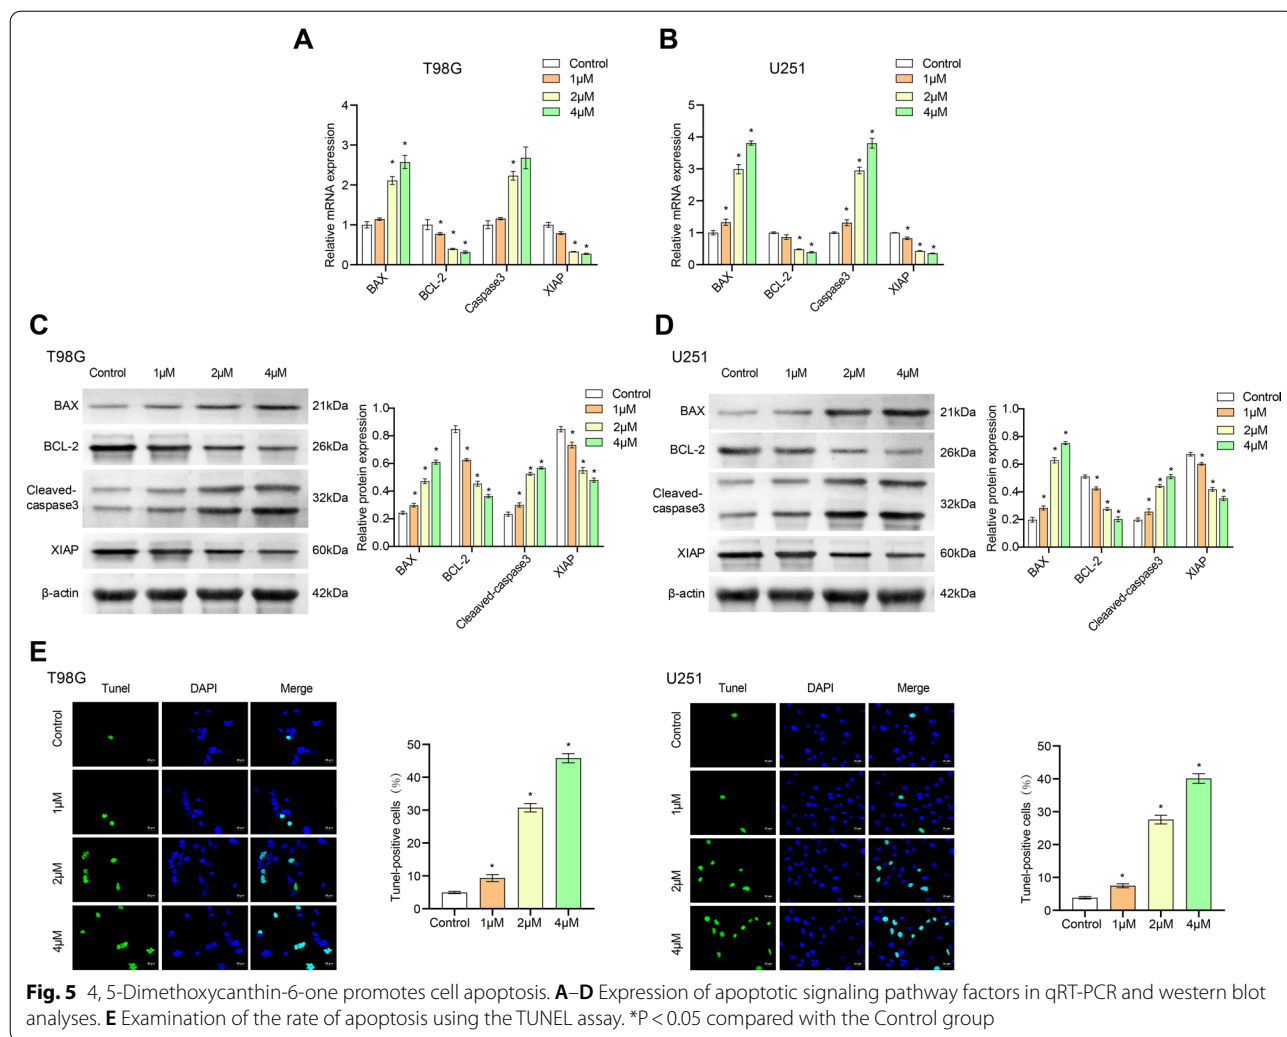 A
T98G
Control
1μM
2μM
4μM
Relative mRNA expression
4
3
2
1
0
* * * * * * * *
BAX
BCL-2
Caspase3
XIAP
B
U251
Control
1μM
2μM
4μM
Relative mRNA expression
5
4
3
2
1
0
* * * * * * * * * * *
BAX
BCL-2
Caspase3
XIAP
C
T98G
Control 1μM 2μM 4μM
BAX 21kDa
BCL-2 26kDa
Cleaved-
caspase3 32kDa
XIAP 60kDa
β-actin 42kDa
Control
1μM
2μM
4μM
Relative protein expression
1.0
0.8
0.6
0.4
0.2
0.0
* * * * * * * * * * * *
BAX
BCL-2
Cleaaved-caspase3
XIAP
D
U251
Control 1μM 2μM 4μM
BAX 21kDa
BCL-2 26kDa
Cleaved-
caspase3 32kDa
XIAP 60kDa
β-actin 42kDa
Control
1μM
2μM
4μM
Relative protein expression
1.0
0.8
0.6
0.4
0.2
0.0
* * * * * * * * * * * *
BAX
BCL-2
Cleaaved-caspase3
XIAP
E
T98G
Tunel DAPI Merge
Control
1μM
2μM
4μM
Tunel-positive cells (%)
50
40
30
20
10
0
* * *
Control 1μM 2μM 4μM
U251
Tunel DAPI Merge
Control
1μM
2μM
4μM
Tunel-positive cells (%)
50
40
30
20
10
0
* * *
Control 1μM 2μM 4μM
Fig. 5 4, 5-Dimethoxycanthin-6-one promotes cell apoptosis. A–D Expression of apoptotic signaling pathway factors in qRT-PCR and western blot
analyses. E Examination of the rate of apoptosis using the TUNEL assay. *P < 0.05 compared with the Control group